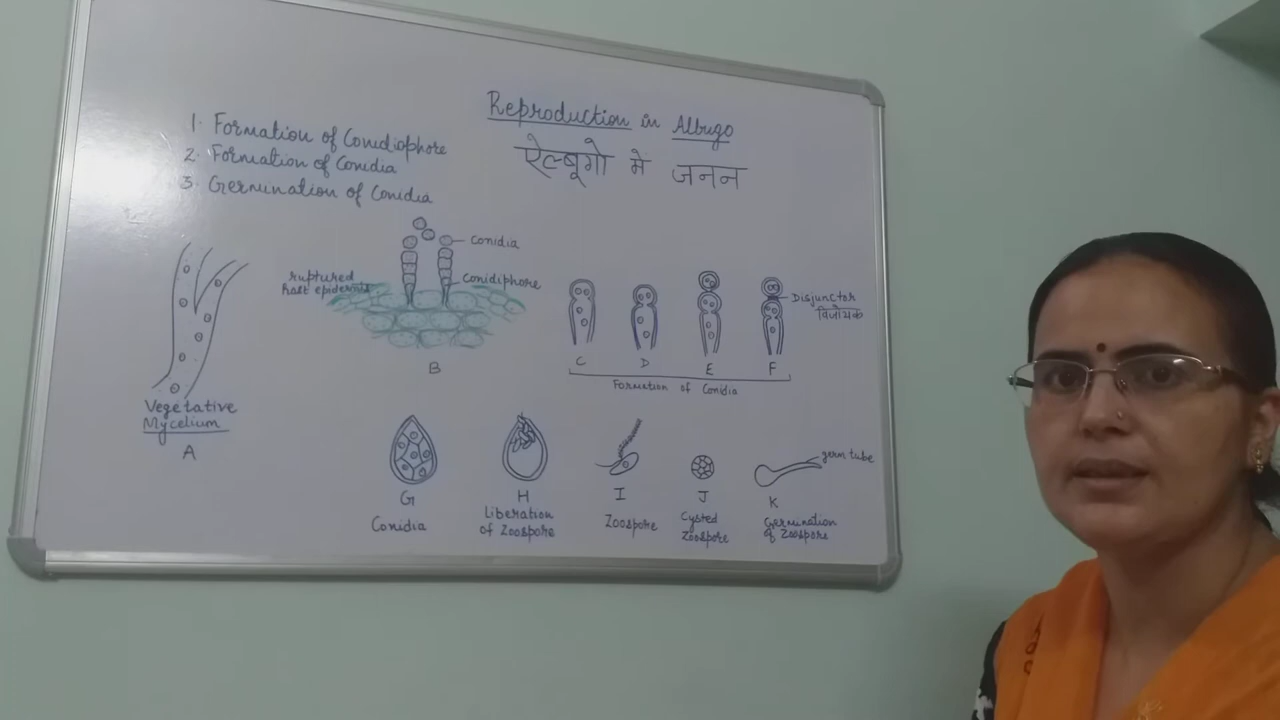 Reproduction in Albugo
ऐल्बूगो मे जनन
1. Formation of Conidiophore
2. Formation of Conidia
3. Germination of Conidia
Vegetative
Mycelium
A
ruptured
host epidermis
Conidia
Conidiphore
B
C
D
E
F
Disjunctor
Formation of Conidia
G
Conidia
H
Liberation
of Zoospore
I
Zoospore
J
Cysted
Zoospore
germ tube
K
Germination
of Zoospore